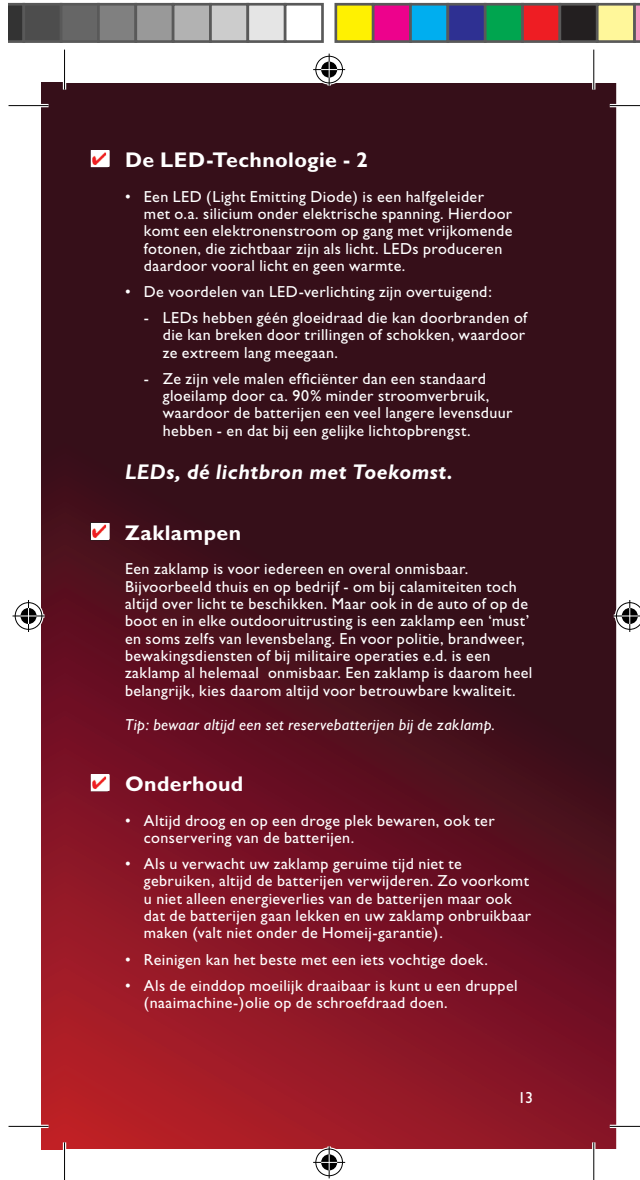 De LED-Technologie - 2
• Een LED (Light Emitting Diode) is een halfgeleider
met o.a. silicium onder elektrische spanning. Hierdoor
komt een elektronenstroom op gang met vrijkomende
fotonen, die zichtbaar zijn als licht. LEDs produceren
daardoor vooral licht en geen warmte.
• De voordelen van LED-verlichting zijn overtuigend:
- LEDs hebben géén gloeidraad die kan doorbranden of
die kan breken door trillingen of schokken, waardoor
ze extreem lang meegaan.
- Ze zijn vele malen efficiënter dan een standaard
gloeilamp door ca. 90% minder stroomverbruik,
waardoor de batterijen een veel langere levensduur
hebben - en dat bij een gelijke lichtopbrengst.
LEDs, dé lichtbron met Toekomst.
Zaklampen
Een zaklamp is voor iedereen en overal onmisbaar.
Bijvoorbeeld thuis en op bedrijf - om bij calamiteiten toch
altijd over licht te beschikken. Maar ook in de auto of op de
boot en in elke outdooruitrusting is een zaklamp een ‘must’
en soms zelfs van levensbelang. En voor politie, brandweer,
bewakingsdiensten of bij militaire operaties e.d. is een
zaklamp al helemaal  onmisbaar. Een zaklamp is daarom heel
belangrijk, kies daarom altijd voor betrouwbare kwaliteit.
Tip: bewaar altijd een set reservebatterijen bij de zaklamp.
Onderhoud
• Altijd droog en op een droge plek bewaren, ook ter
conservering van de batterijen.
• Als u verwacht uw zaklamp geruime tijd niet te
gebruiken, altijd de batterijen verwijderen. Zo voorkomt
u niet alleen energieverlies van de batterijen maar ook
dat de batterijen gaan lekken en uw zaklamp onbruikbaar
maken (valt niet onder de Homeij-garantie).
• Reinigen kan het beste met een iets vochtige doek.
• Als de einddop moeilijk draaibaar is kunt u een druppel
(naaimachine-)olie op de schroefdraad doen.
13